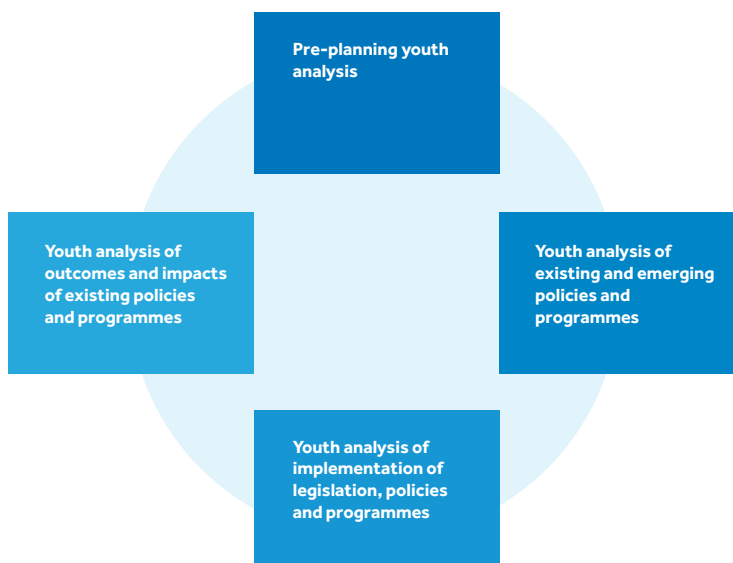 Pre-planning youth
analysis
Youth analysis of
existing and emerging
policies and
programmes
Youth analysis of
implementation of
legislation, policies
and programmes
Youth analysis of
outcomes and impacts
of existing policies
and programmes